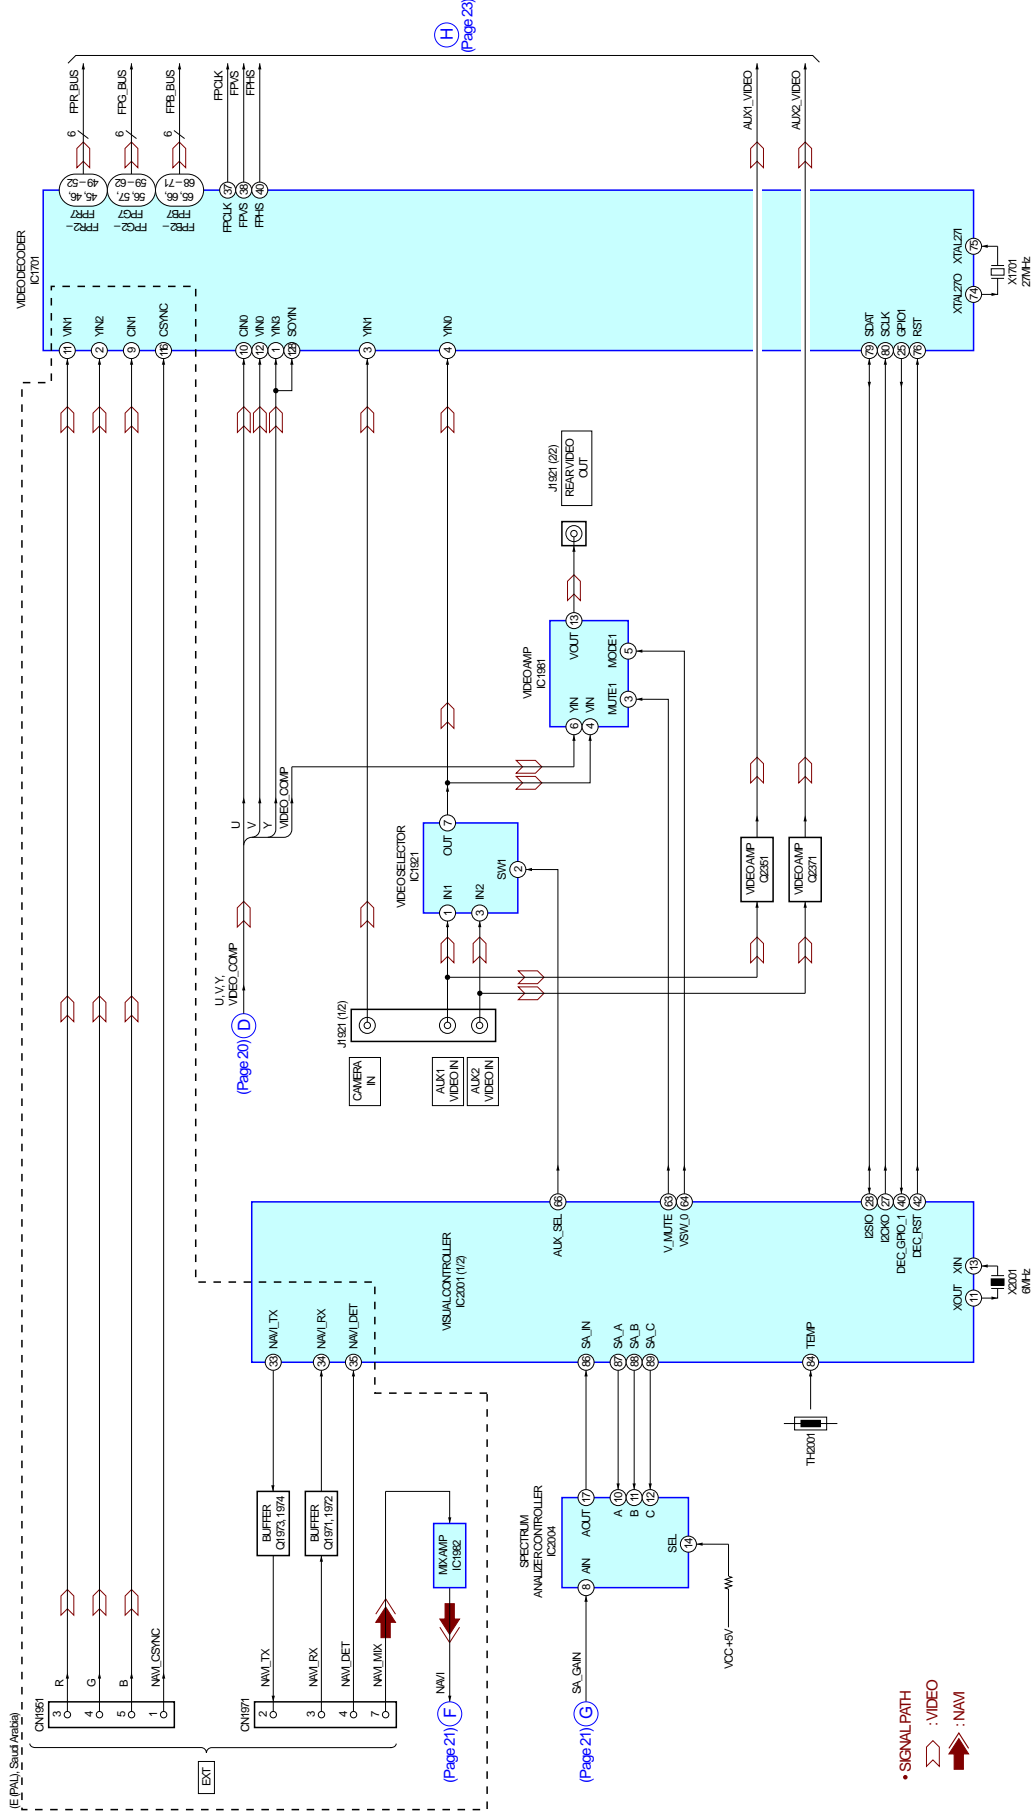 (E (PAL), Saudi Arabia)
EXT
CN1951
3
R
4
G
5
B
1
NAVI_CSYNC
CN1971
2
NAVI_TX
3
NAVI_RX
4
NAVI_DET
7
NAVI_MIX
BUFFER
Q1973, 1974
BUFFER
Q1971, 1972
MIX AMP
IC1982
NAVI
(Page 21) F
(Page 21) G
SA_GAIN
SPECTRUM
ANALIZER CONTROLLER
IC2004
8
AIN
AOUT
17
A
10
B
11
C
12
SEL
14
VCC +5V
• SIGNAL PATH
: VIDEO
: NAVI
VISUAL CONTROLLER
IC2001 (1/2)
33
NAVI_TX
34
NAVI_RX
35
NAVI_DET
86
SA_IN
87
SA_A
88
SA_B
89
SA_C
84
TEMP
TH2001
AUX_SEL
66
V_MUTE
63
VSW_0
64
I2SIO
28
I2CKO
27
DEC_GPIO_1
40
DEC_RST
42
XOUT
11
XIN
13
X2001
6MHz
(Page 20) D
U, V, Y,
VIDEO_COMP
U
V
Y
VIDEO_COMP
J1921 (1/2)
CAMERA
IN
AUX1
VIDEO IN
AUX2
VIDEO IN
VIDEO SELECTOR
IC1921
1
IN1
3
IN2
OUT
7
SW1
2
VIDEO AMP
IC1981
6
YIN
4
VIN
VOUT
13
MUTE1
3
MODE1
5
J1921 (2/2)
REAR VIDEO
OUT
VIDEO AMP
Q2351
VIDEO AMP
Q2371
VIDEO DECODER
IC1701
11
VIN1
2
YIN2
9
CIN1
116
CSYNC
10
CIN0
12
VIN0
1
YIN3
SOYIN
3
YIN1
4
YIN0
79
SDAT
80
SCLK
25
GPIO1
76
RST
XTAL27O
74
XTAL27I
75
X1701
27MHz
FPR2–
FPR7
45, 46,
49 – 52
FPG2–
FPG7
56, 57,
59 – 62
FPB2–
FPB7
65, 66,
68 – 71
FPCLK
37
FPVS
38
FPHS
40
6
FPR_BUS
6
FPG_BUS
6
FPB_BUS
FPCLK
FPVS
FPHS
AUX1_VIDEO
AUX2_VIDEO
H
(Page 23)